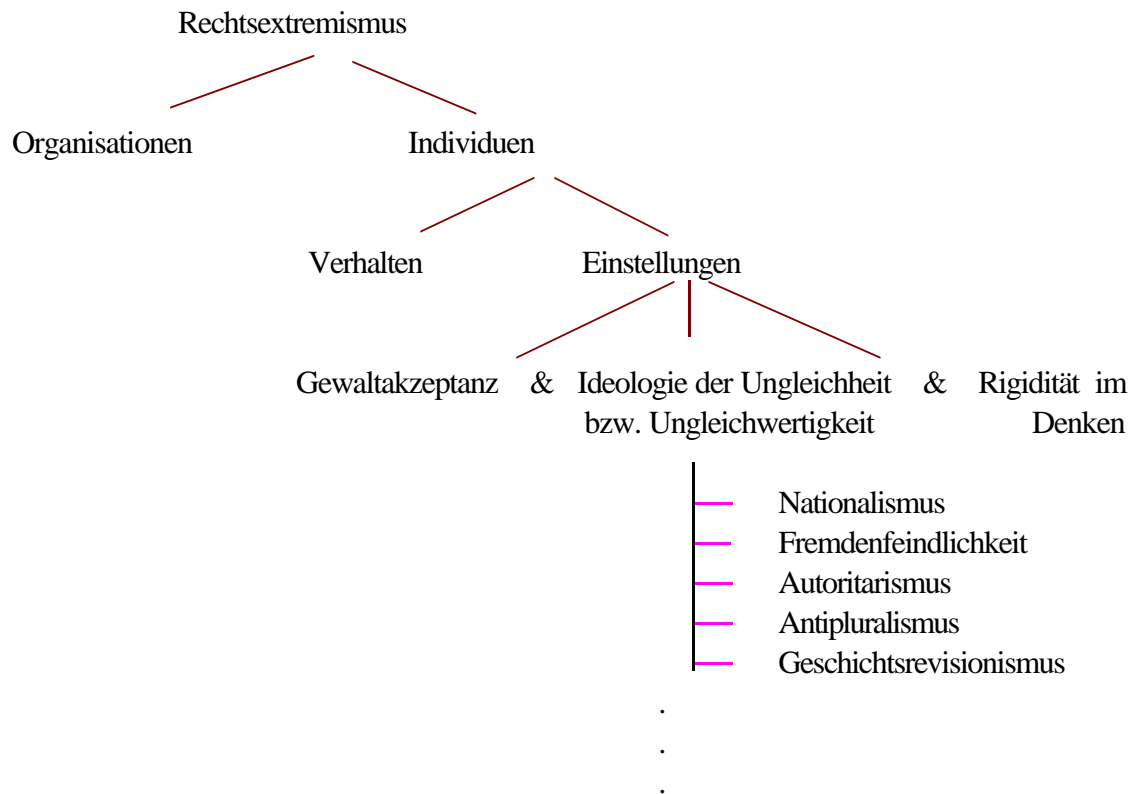 Rechtsextremismus
Organisationen Individuen
Verhalten Einstellungen
Gewaltakzeptanz & Ideologie der Ungleichheit & Rigidität im
bzw. Ungleichwertigkeit Denken
Nationalismus
Fremdenfeindlichkeit
Autoritarismus
Antipluralismus
Geschichtsrevisionismus
.
.
.